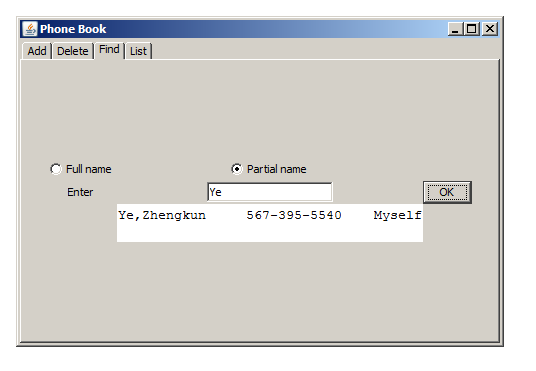 Phone Book
Add Delete Find List
Full name Partial name
Enter Ye OK
Ye,Zhengkun 567-395-5540 Myself